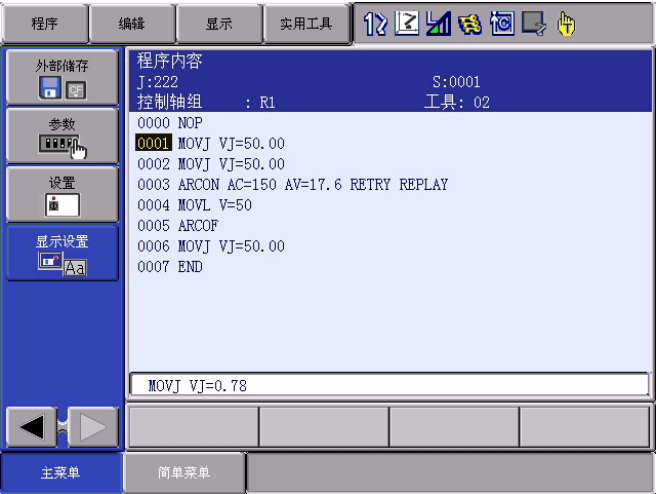 程序 编辑 显示 实用工具
外部储存
CF
参数
设置
显示设置
Aa
程序内容
J:222 S:0001
控制轴组 : R1 工具: 02
0000 NOP
0001 MOVJ VJ=50.00
0002 MOVJ VJ=50.00
0003 ARCON AC=150 AV=17.6 RETRY REPLAY
0004 MOVL V=50
0005 ARCOF
0006 MOVJ VJ=50.00
0007 END
MOVJ VJ=0.78
主菜单 简单菜单